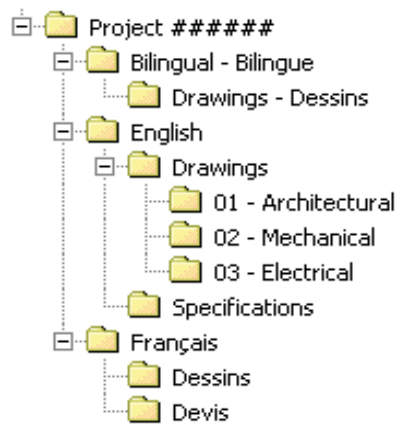 Project ######
Bilingual - Bilingue
Drawings - Dessins
English
Drawings
01 - Architectural
02 - Mechanical
03 - Electrical
Specifications
Français
Dessins
Devis